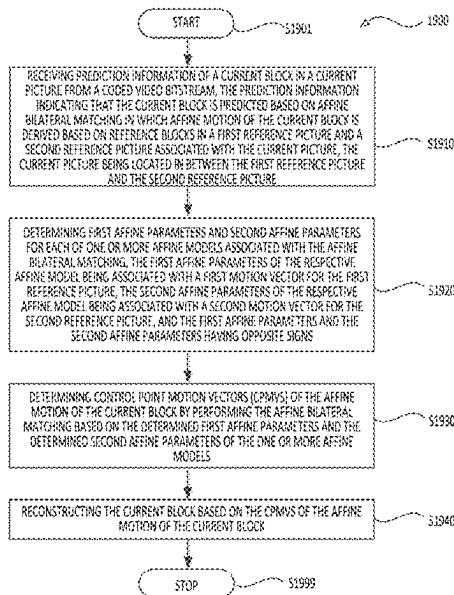 START
S1901
1900
RECEIVING PREDICTION INFORMATION OF A CURRENT BLOCK IN A CURRENT
PICTURE FROM A CODED VIDEO BITSTREAM, THE PREDICTION INFORMATION
INDICATING THAT THE CURRENT BLOCK IS PREDICTED BASED ON AFFINE
BILATERAL MATCHING IN WHICH AFFINE MOTION OF THE CURRENT BLOCK IS
DERIVED BASED ON REFERENCE BLOCKS IN A FIRST REFERENCE PICTURE AND A
SECOND REFERENCE PICTURE ASSOCIATED WITH THE CURRENT PICTURE, THE
CURRENT PICTURE BEING LOCATED IN BETWEEN THE FIRST REFERENCE PICTURE
AND THE SECOND REFERENCE PICTURE
S1910
DETERMINING FIRST AFFINE PARAMETERS AND SECOND AFFINE PARAMETERS
FOR EACH OF ONE OR MORE AFFINE MODELS ASSOCIATED WITH THE AFFINE
BILATERAL MATCHING, THE FIRST AFFINE PARAMETERS OF THE RESPECTIVE
AFFINE MODEL BEING ASSOCIATED WITH A FIRST MOTION VECTOR FOR THE FIRST
REFERENCE PICTURE, THE SECOND AFFINE PARAMETERS OF THE RESPECTIVE
AFFINE MODEL BEING ASSOCIATED WITH A SECOND MOTION VECTOR FOR THE
SECOND REFERENCE PICTURE, AND THE FIRST AFFINE PARAMETERS AND THE
SECOND AFFINE PARAMETERS HAVING OPPOSITE SIGNS
S1920
DETERMINING CONTROL POINT MOTION VECTORS (CPMVS) OF THE AFFINE
MOTION OF THE CURRENT BLOCK BY PERFORMING THE AFFINE BILATERAL
MATCHING BASED ON THE DETERMINED FIRST AFFINE PARAMETERS AND THE
DETERMINED SECOND AFFINE PARAMETERS OF THE ONE OR MORE AFFINE
MODELS
S1930
RECONSTRUCTING THE CURRENT BLOCK BASED ON THE CPMVS OF THE AFFINE
MOTION OF THE CURRENT BLOCK
S1940
STOP
S1999